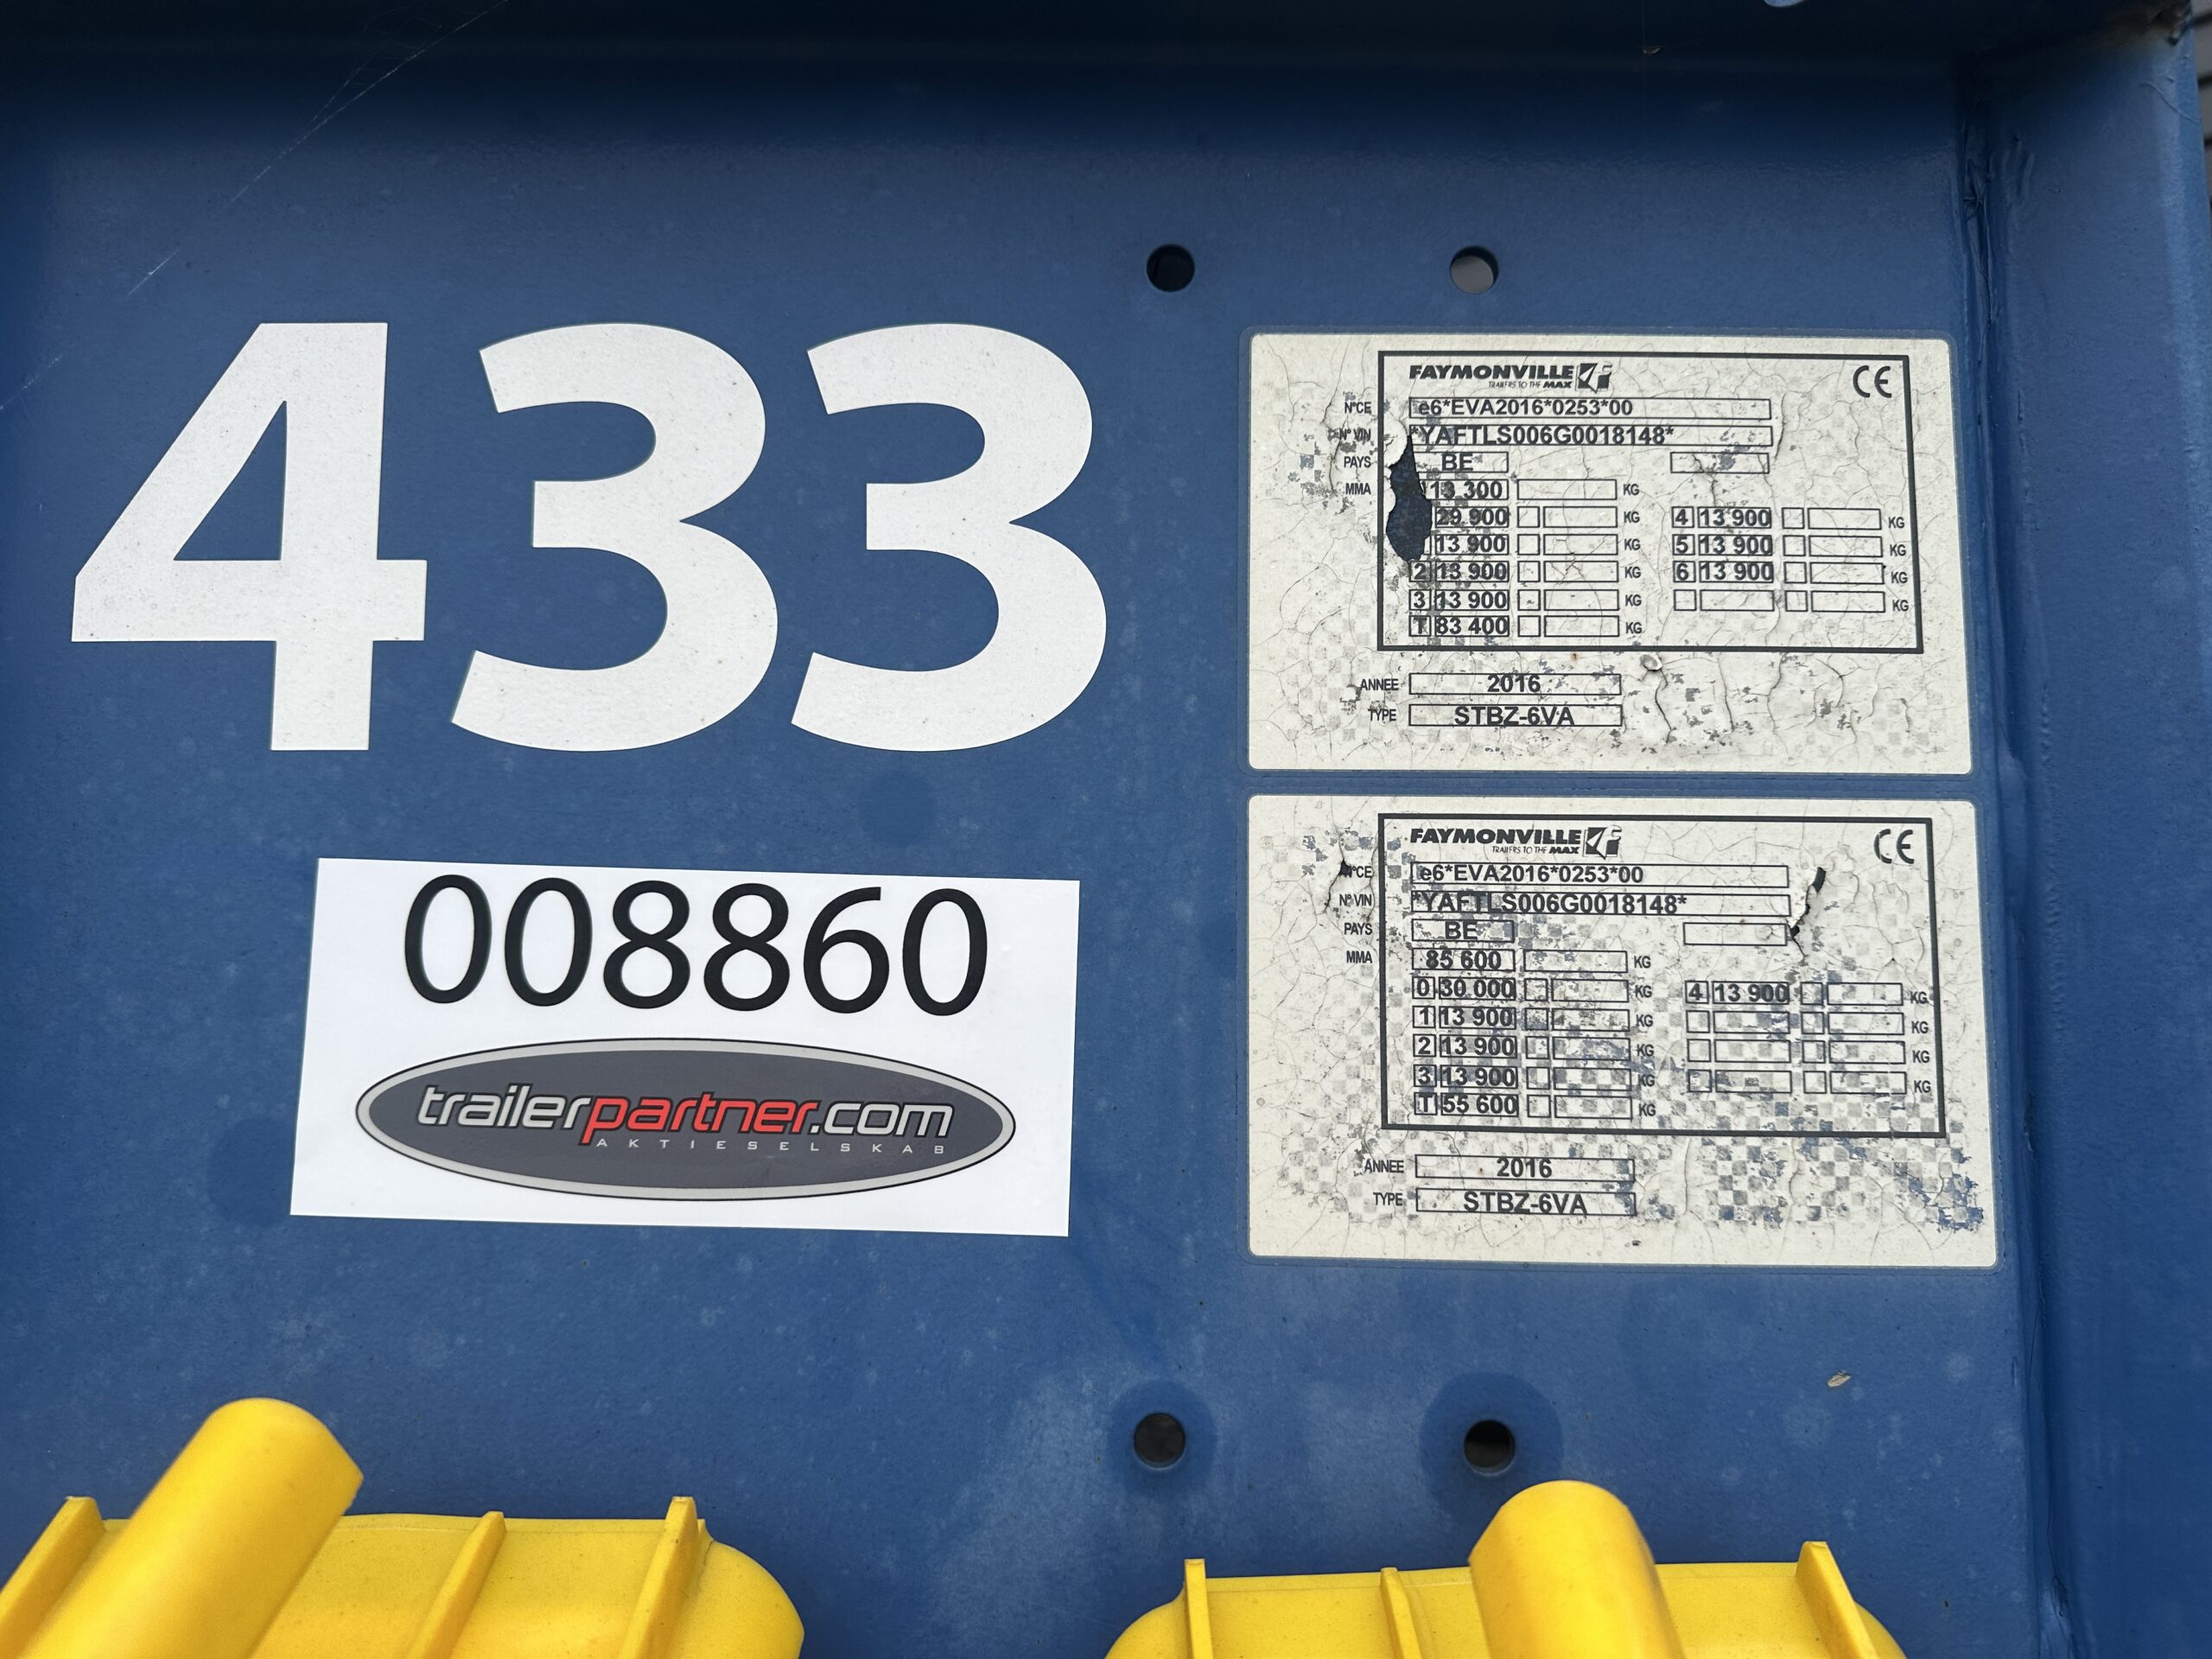 433
008860
trailerpartner.com
AKTIESELSKAB
FAYMONVILLE
TRAILERS TO THE MAX
CE
N°CE e6*EVA2016*0253*00
N° VIN *YAFTLS006G0018148*
PAYS BE
MMA 13 300 KG
29 900 KG 4 13 900 KG
13 900 KG 5 13 900 KG
2 13 900 KG 6 13 900 KG
3 13 900 KG KG
T 83 400 KG
ANNEE 2016
TYPE STBZ-6VA
FAYMONVILLE
TRAILERS TO THE MAX
CE
N°CE e6*EVA2016*0253*00
N° VIN *YAFTLS006G0018148*
PAYS BE
MMA 85 600 KG
0 30 000 KG 4 13 900 KG
1 13 900 KG KG
2 13 900 KG KG
3 13 900 KG KG
T 55 600 KG
ANNEE 2016
TYPE STBZ-6VA